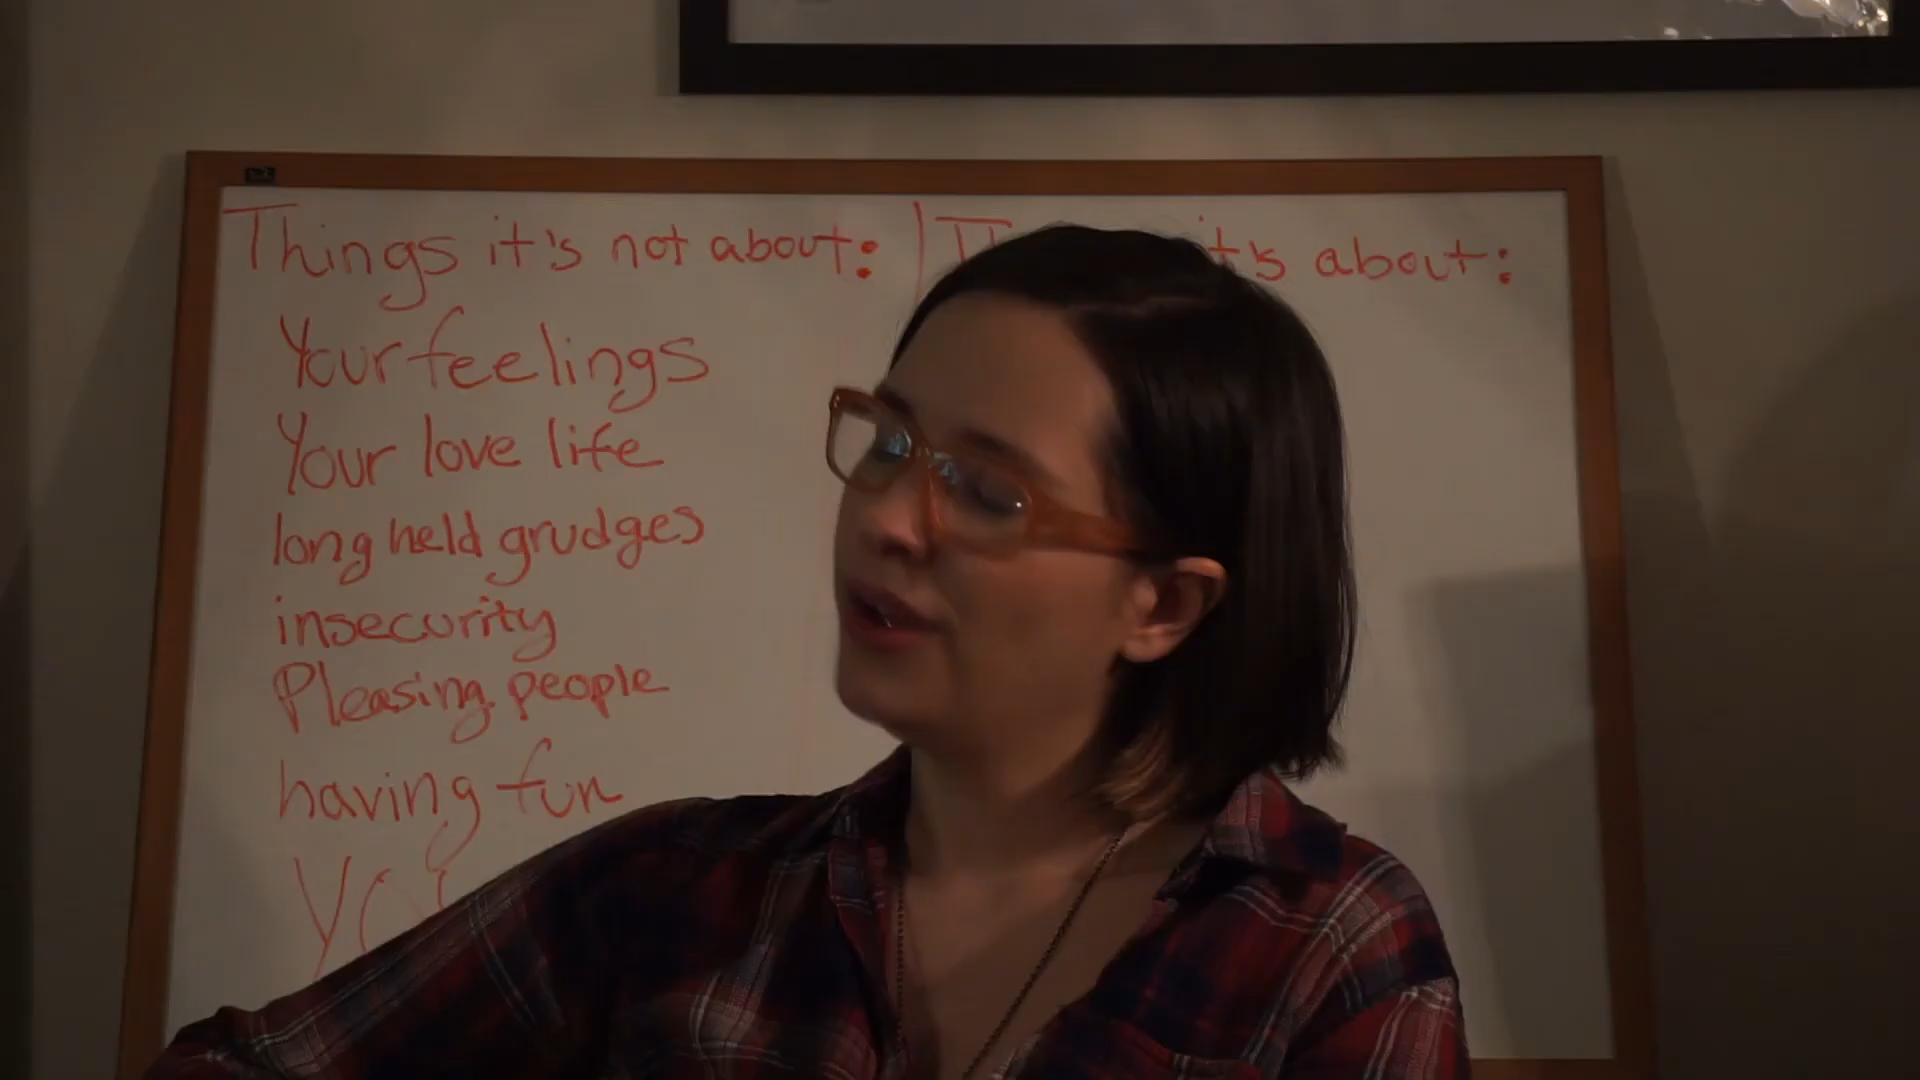 Things it's not about:
it's about:
Your feelings
Your love life
long held grudges
insecurity
Pleasing people
having fun